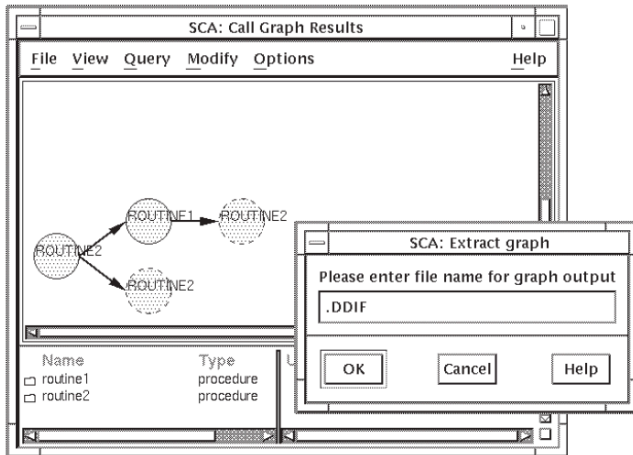 SCA: Call Graph Results
File View Query Modify Options Help
ROUTINE1 ROUTINE2
ROUTINE2
ROUTINE2
SCA: Extract graph
Please enter file name for graph output
.DDIF
OK Cancel Help
Name Type U
routine1 procedure
routine2 procedure